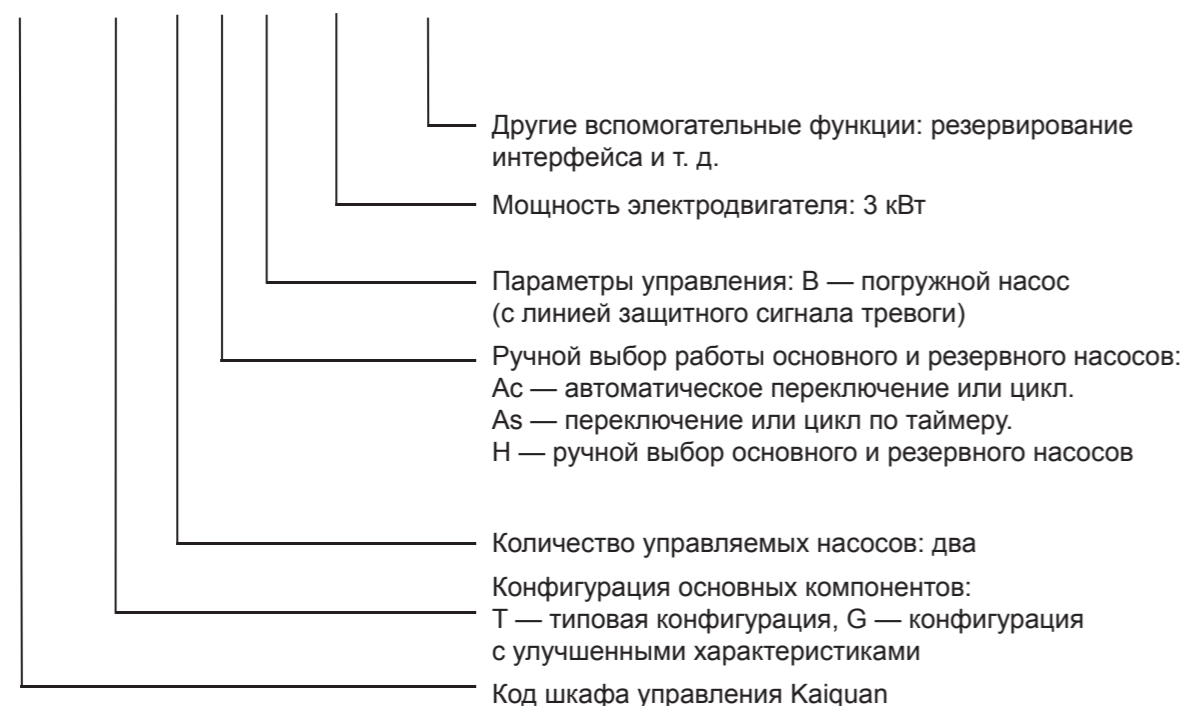 Другие вспомогательные функции: резервирование
интерфейса и т. д.
Мощность электродвигателя: 3 кВт
Параметры управления: В — погружной насос
(с линией защитного сигнала тревоги)
Ручной выбор работы основного и резервного насосов:
Ac — автоматическое переключение или цикл.
As — переключение или цикл по таймеру.
H — ручной выбор основного и резервного насосов
Количество управляемых насосов: два
Конфигурация основных компонентов:
T — типовая конфигурация, G — конфигурация
с улучшенными характеристиками
Код шкафа управления Kaiquan